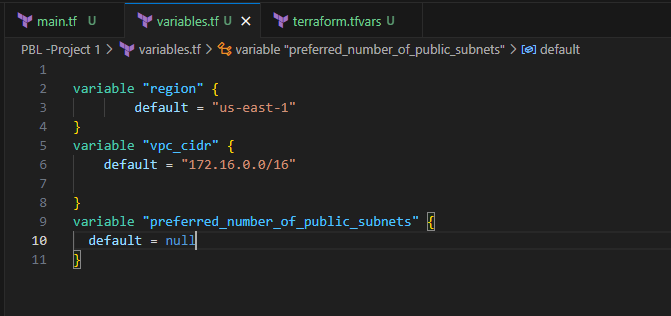 main.tf U variables.tf U × terraform.tfvars U
PBL -Project 1 > variables.tf > variable "preferred_number_of_public_subnets" > default
1
2 variable "region" {
3 default = "us-east-1"
4 }
5 variable "vpc_cidr" {
6 default = "172.16.0.0/16"
7
8 }
9 variable "preferred_number_of_public_subnets" {
10 default = null
11 }